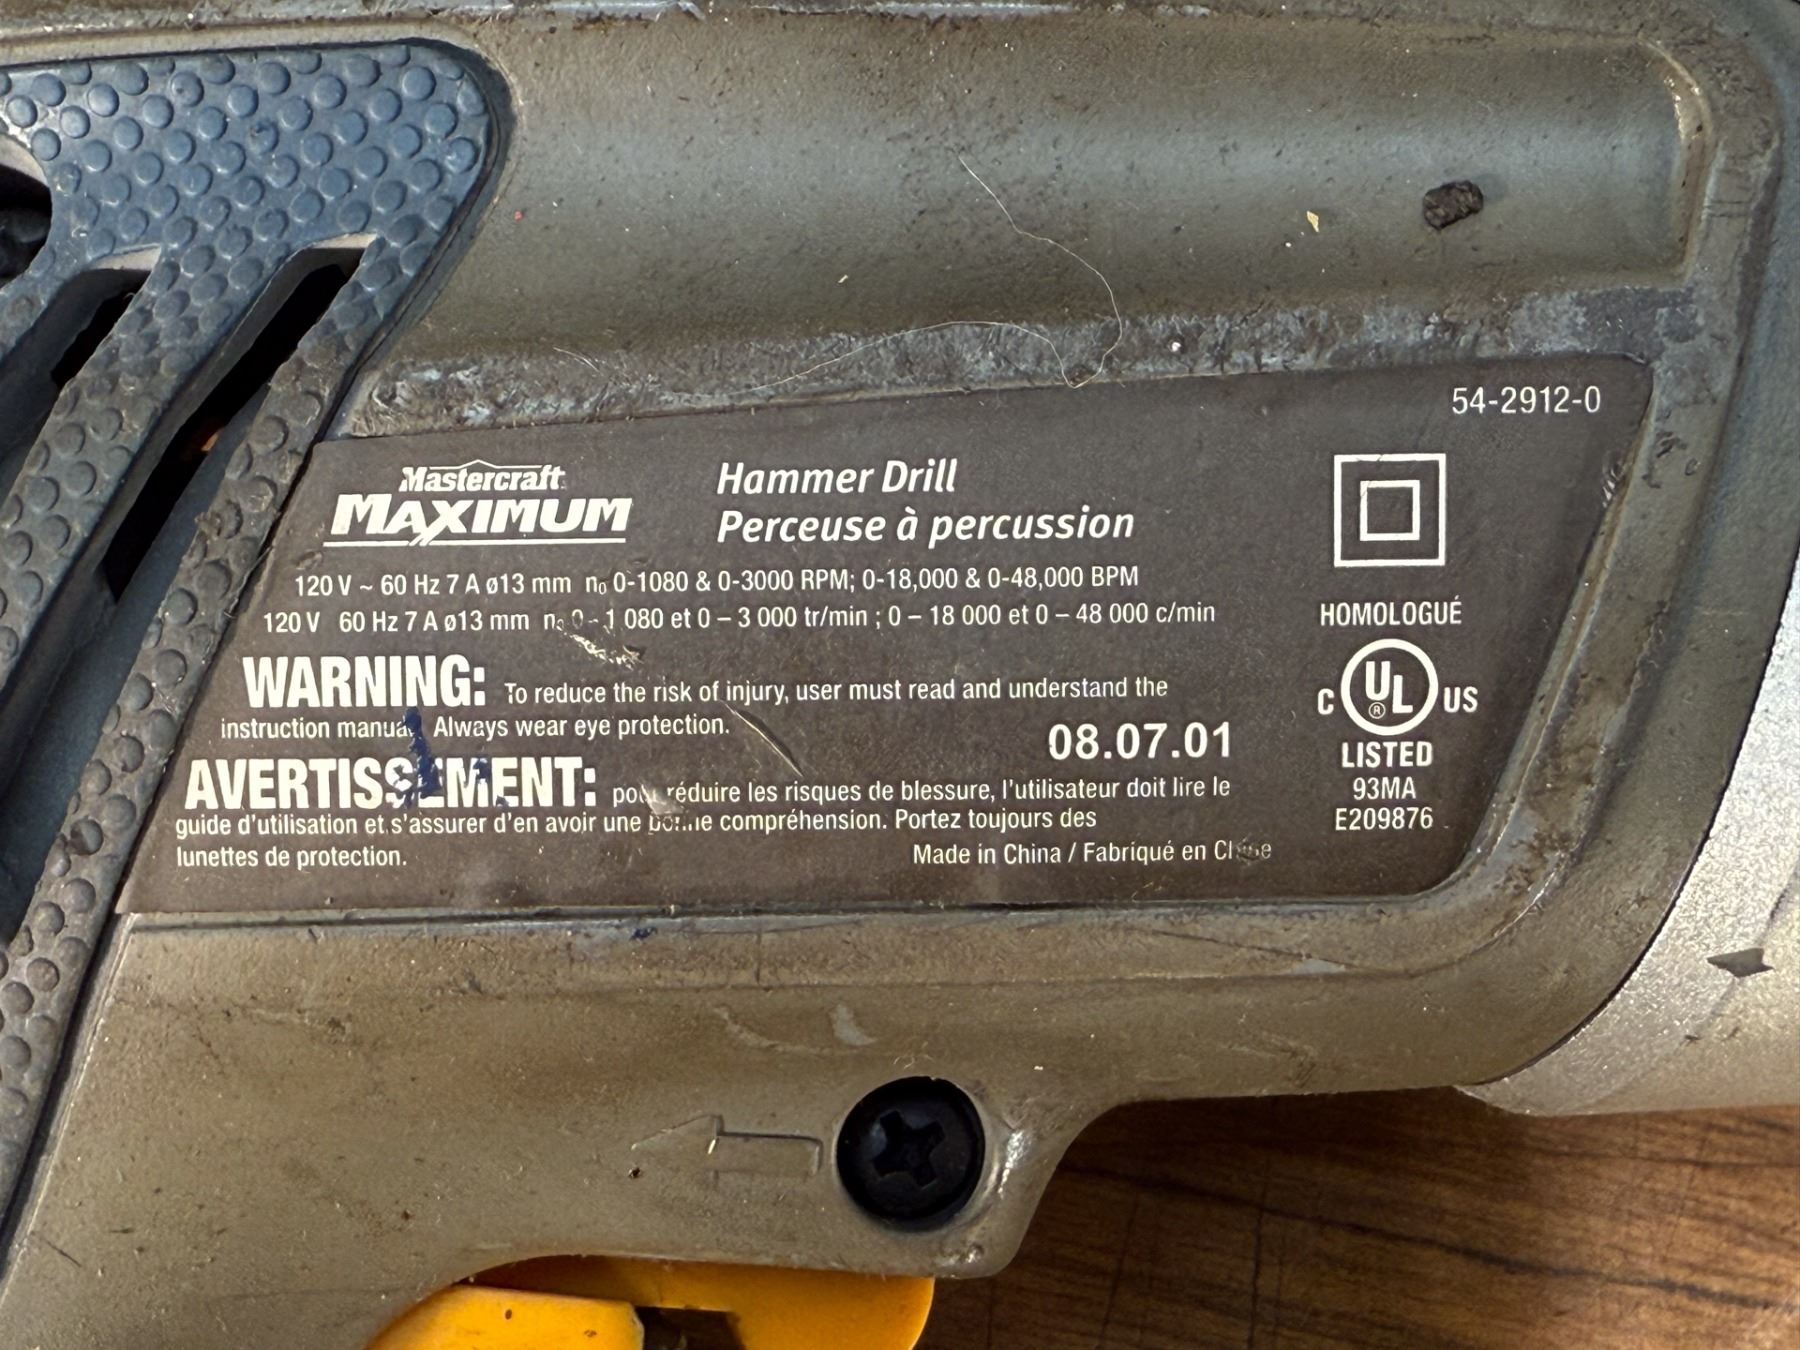 54-2912-0
Mastercraft
MAXIMUM
Hammer Drill
Perceuse à percussion
120 V ~ 60 Hz 7 A ø13 mm n₀ 0-1080 & 0-3000 RPM; 0-18,000 & 0-48,000 BPM
120 V 60 Hz 7 A ø13 mm n₀ 0 - 1 080 et 0 – 3 000 tr/min ; 0 – 18 000 et 0 – 48 000 c/min
WARNING: To reduce the risk of injury, user must read and understand the
instruction manual. Always wear eye protection.
08.07.01
AVERTISSEMENT: pour réduire les risques de blessure, l'utilisateur doit lire le
guide d'utilisation et s'assurer d'en avoir une bonne compréhension. Portez toujours des
lunettes de protection.
Made in China / Fabriqué en Chine
HOMOLOGUÉ
C UL ® US
LISTED
93MA
E209876